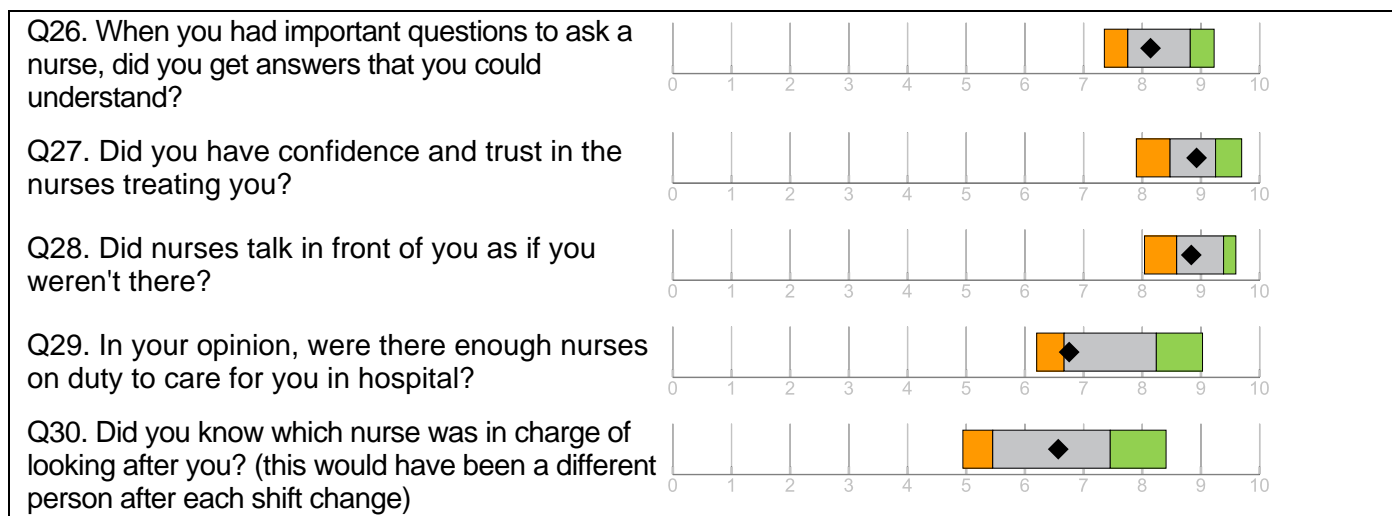 Q26. When you had important questions to ask a
nurse, did you get answers that you could
understand?
0 1 2 3 4 5 6 7 8 9 10
Q27. Did you have confidence and trust in the
nurses treating you?
0 1 2 3 4 5 6 7 8 9 10
Q28. Did nurses talk in front of you as if you
weren't there?
0 1 2 3 4 5 6 7 8 9 10
Q29. In your opinion, were there enough nurses
on duty to care for you in hospital?
0 1 2 3 4 5 6 7 8 9 10
Q30. Did you know which nurse was in charge of
looking after you? (this would have been a different
person after each shift change)
0 1 2 3 4 5 6 7 8 9 10